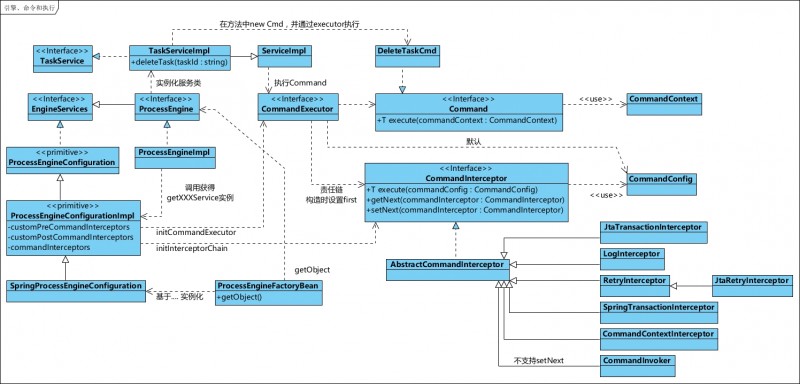 引擎、命令和执行
在方法中new Cmd，并通过executor执行
<<Interface>>
TaskService
TaskServiceImpl
+deleteTask(taskId : string)
ServiceImpl
DeleteTaskCmd
实例化服务类
执行Command
<<Interface>>
EngineServices
<<Interface>>
ProcessEngine
<<Interface>>
CommandExecutor
<<Interface>>
Command
+T execute(commandContext : CommandContext)
<<use>>
CommandContext
<<primitive>>
ProcessEngineConfiguration
ProcessEngineImpl
默认
调用获得
getXXXService实例
责任链
构造时设置first
<<Interface>>
CommandInterceptor
+T execute(commandConfig : CommandConfig)
+getNext(commandInterceptor : CommandInterceptor)
+setNext(commandInterceptor : CommandInterceptor)
<<use>>
CommandConfig
<<primitive>>
ProcessEngineConfigurationImpl
-customPreCommandInterceptors
-customPostCommandInterceptors
-commandInterceptors
initCommandExecutor
initInterceptorChain
JtaTransactionInterceptor
AbstractCommandInterceptor
LogInterceptor
getObject
SpringProcessEngineConfiguration
基于.... 实例化
ProcessEngineFactoryBean
+getObject()
RetryInterceptor
JtaRetryInterceptor
SpringTransactionInterceptor
CommandContextInterceptor
不支持setNext
CommandInvoker